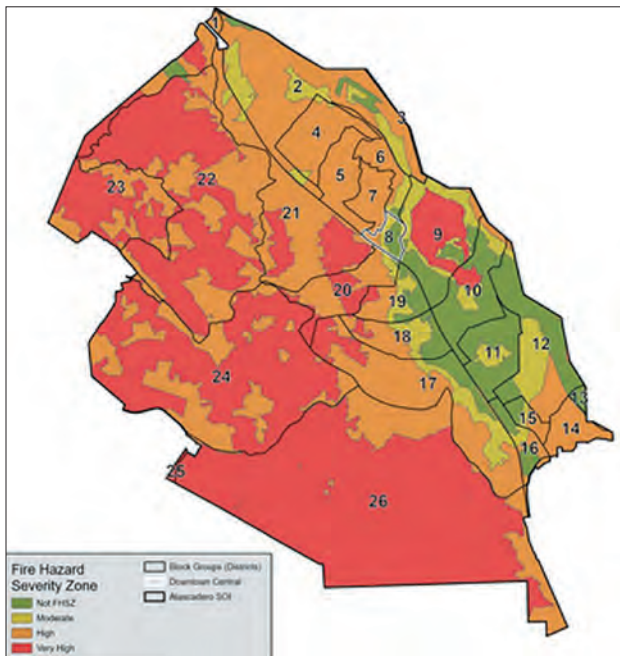 1
2
3
4
5
6
7
8
9
10
11
12
13
14
15
16
17
18
19
20
21
22
23
24
25
26
Fire Hazard
Severity Zone
Not FHSZ
Moderate
High
Very High
Block Groups (Districts)
Downtown Central
Atascadero SOI